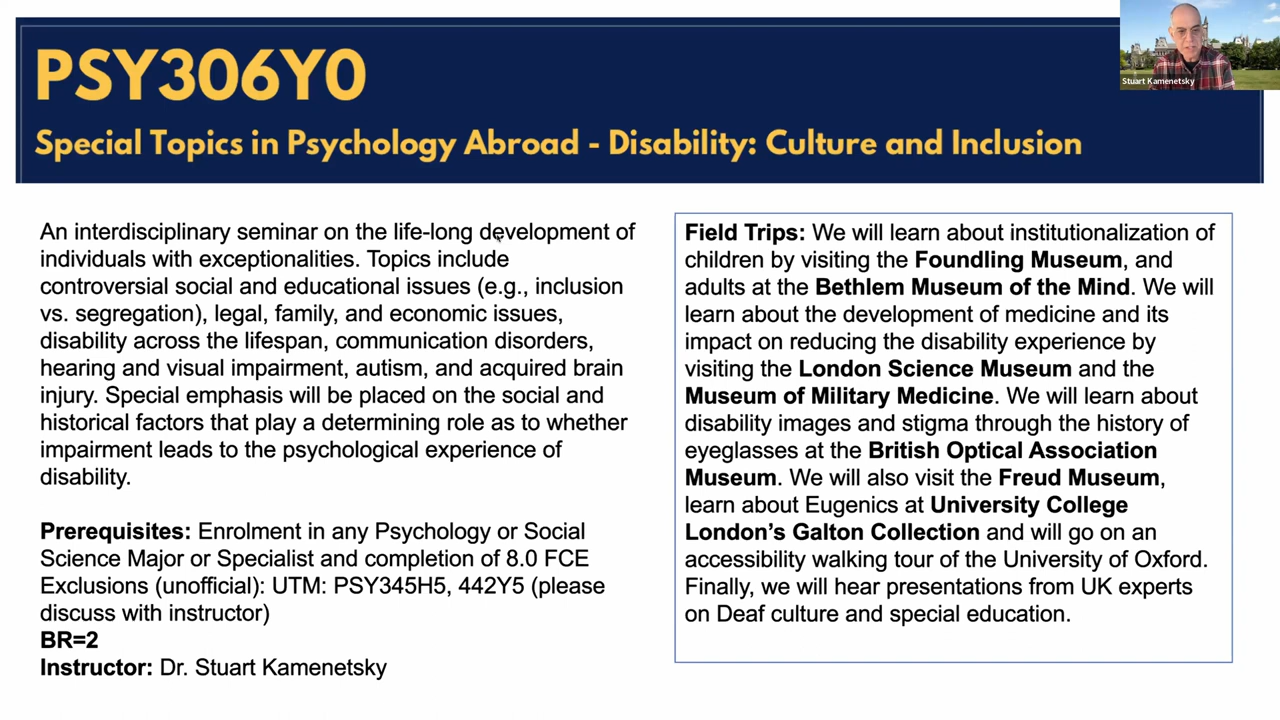 PSY306Y0
Special Topics in Psychology Abroad - Disability: Culture and Inclusion
Stuart Kamenetsky
An interdisciplinary seminar on the life-long development of
individuals with exceptionalities. Topics include
controversial social and educational issues (e.g., inclusion
vs. segregation), legal, family, and economic issues,
disability across the lifespan, communication disorders,
hearing and visual impairment, autism, and acquired brain
injury. Special emphasis will be placed on the social and
historical factors that play a determining role as to whether
impairment leads to the psychological experience of
disability.
Prerequisites: Enrolment in any Psychology or Social
Science Major or Specialist and completion of 8.0 FCE
Exclusions (unofficial): UTM: PSY345H5, 442Y5 (please
discuss with instructor)
BR=2
Instructor: Dr. Stuart Kamenetsky
Field Trips: We will learn about institutionalization of
children by visiting the Foundling Museum, and
adults at the Bethlem Museum of the Mind. We will
learn about the development of medicine and its
impact on reducing the disability experience by
visiting the London Science Museum and the
Museum of Military Medicine. We will learn about
disability images and stigma through the history of
eyeglasses at the British Optical Association
Museum. We will also visit the Freud Museum,
learn about Eugenics at University College
London's Galton Collection and will go on an
accessibility walking tour of the University of Oxford.
Finally, we will hear presentations from UK experts
on Deaf culture and special education.